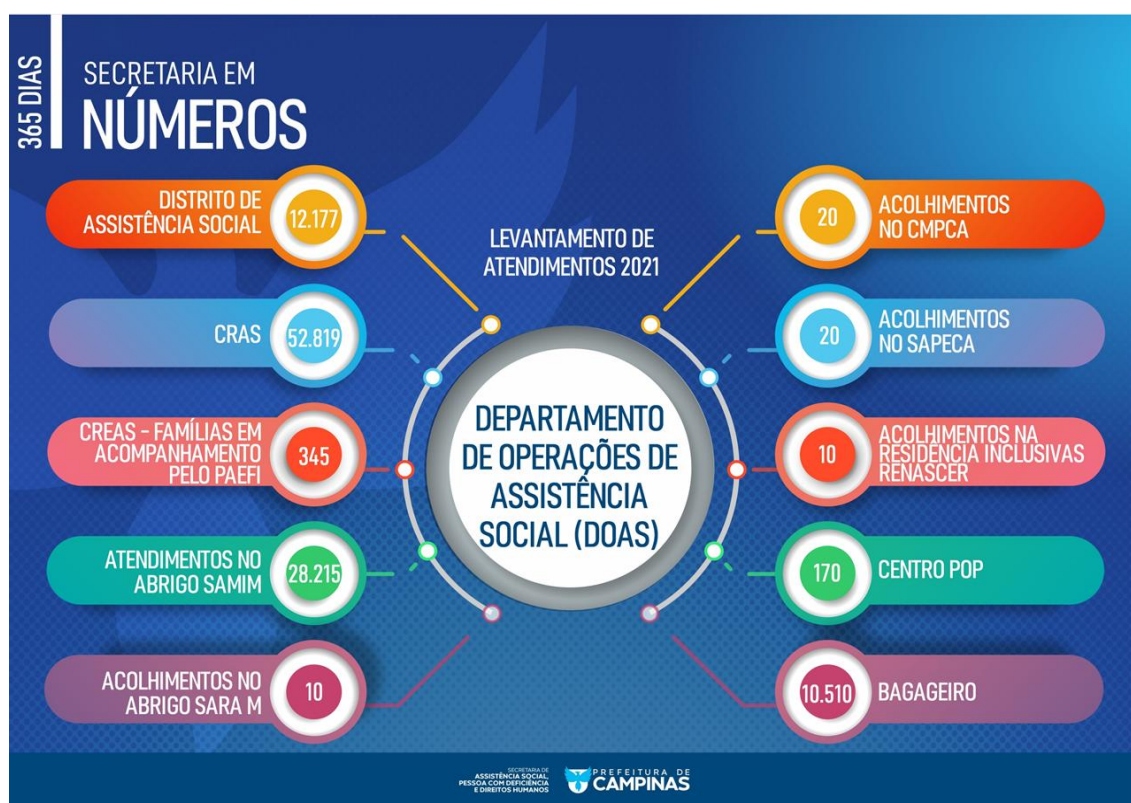 365 DIAS
SECRETARIA EM
NÚMEROS
DISTRITO DE
ASSISTÊNCIA SOCIAL
12.177
CRAS
52.819
CREAS – FAMÍLIAS EM
ACOMPANHAMENTO
PELO PAEFI
345
ATENDIMENTOS NO
ABRIGO SAMIM
28.215
ACOLHIMENTOS NO
ABRIGO SARA M
10
LEVANTAMENTO DE
ATENDIMENTOS 2021
DEPARTAMENTO
DE OPERAÇÕES DE
ASSISTÊNCIA
SOCIAL (DOAS)
20
ACOLHIMENTOS
NO CMPCA
20
ACOLHIMENTOS
NO SAPECA
10
ACOLHIMENTOS NA
RESIDÊNCIA INCLUSIVAS
RENASCER
170
CENTRO POP
10.510
BAGAGEIRO
SECRETARIA DE
ASSISTÊNCIA SOCIAL,
PESSOA COM DEFICIÊNCIA
E DIREITOS HUMANOS
PREFEITURA DE
CAMPINAS